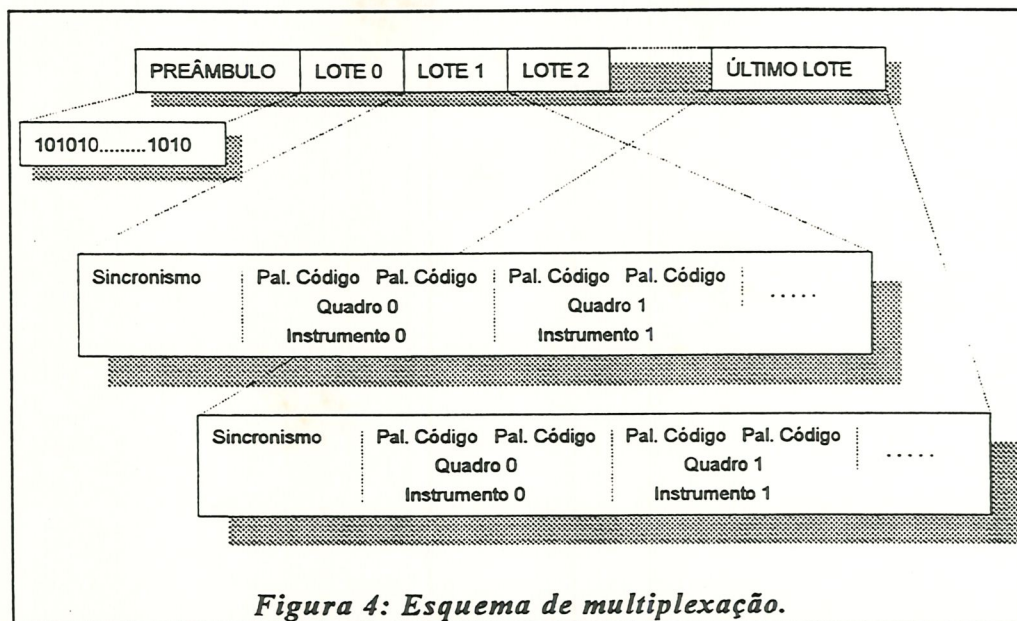 PREÂMBULO LOTE 0 LOTE 1 LOTE 2 ÚLTIMO LOTE
101010.........1010
Sincronismo Pal. Código Pal. Código Pal. Código Pal. Código .....
Quadro 0 Quadro 1
Instrumento 0 Instrumento 1
Sincronismo Pal. Código Pal. Código Pal. Código Pal. Código .....
Quadro 0 Quadro 1
Instrumento 0 Instrumento 1
Figura 4: Esquema de multiplexação.